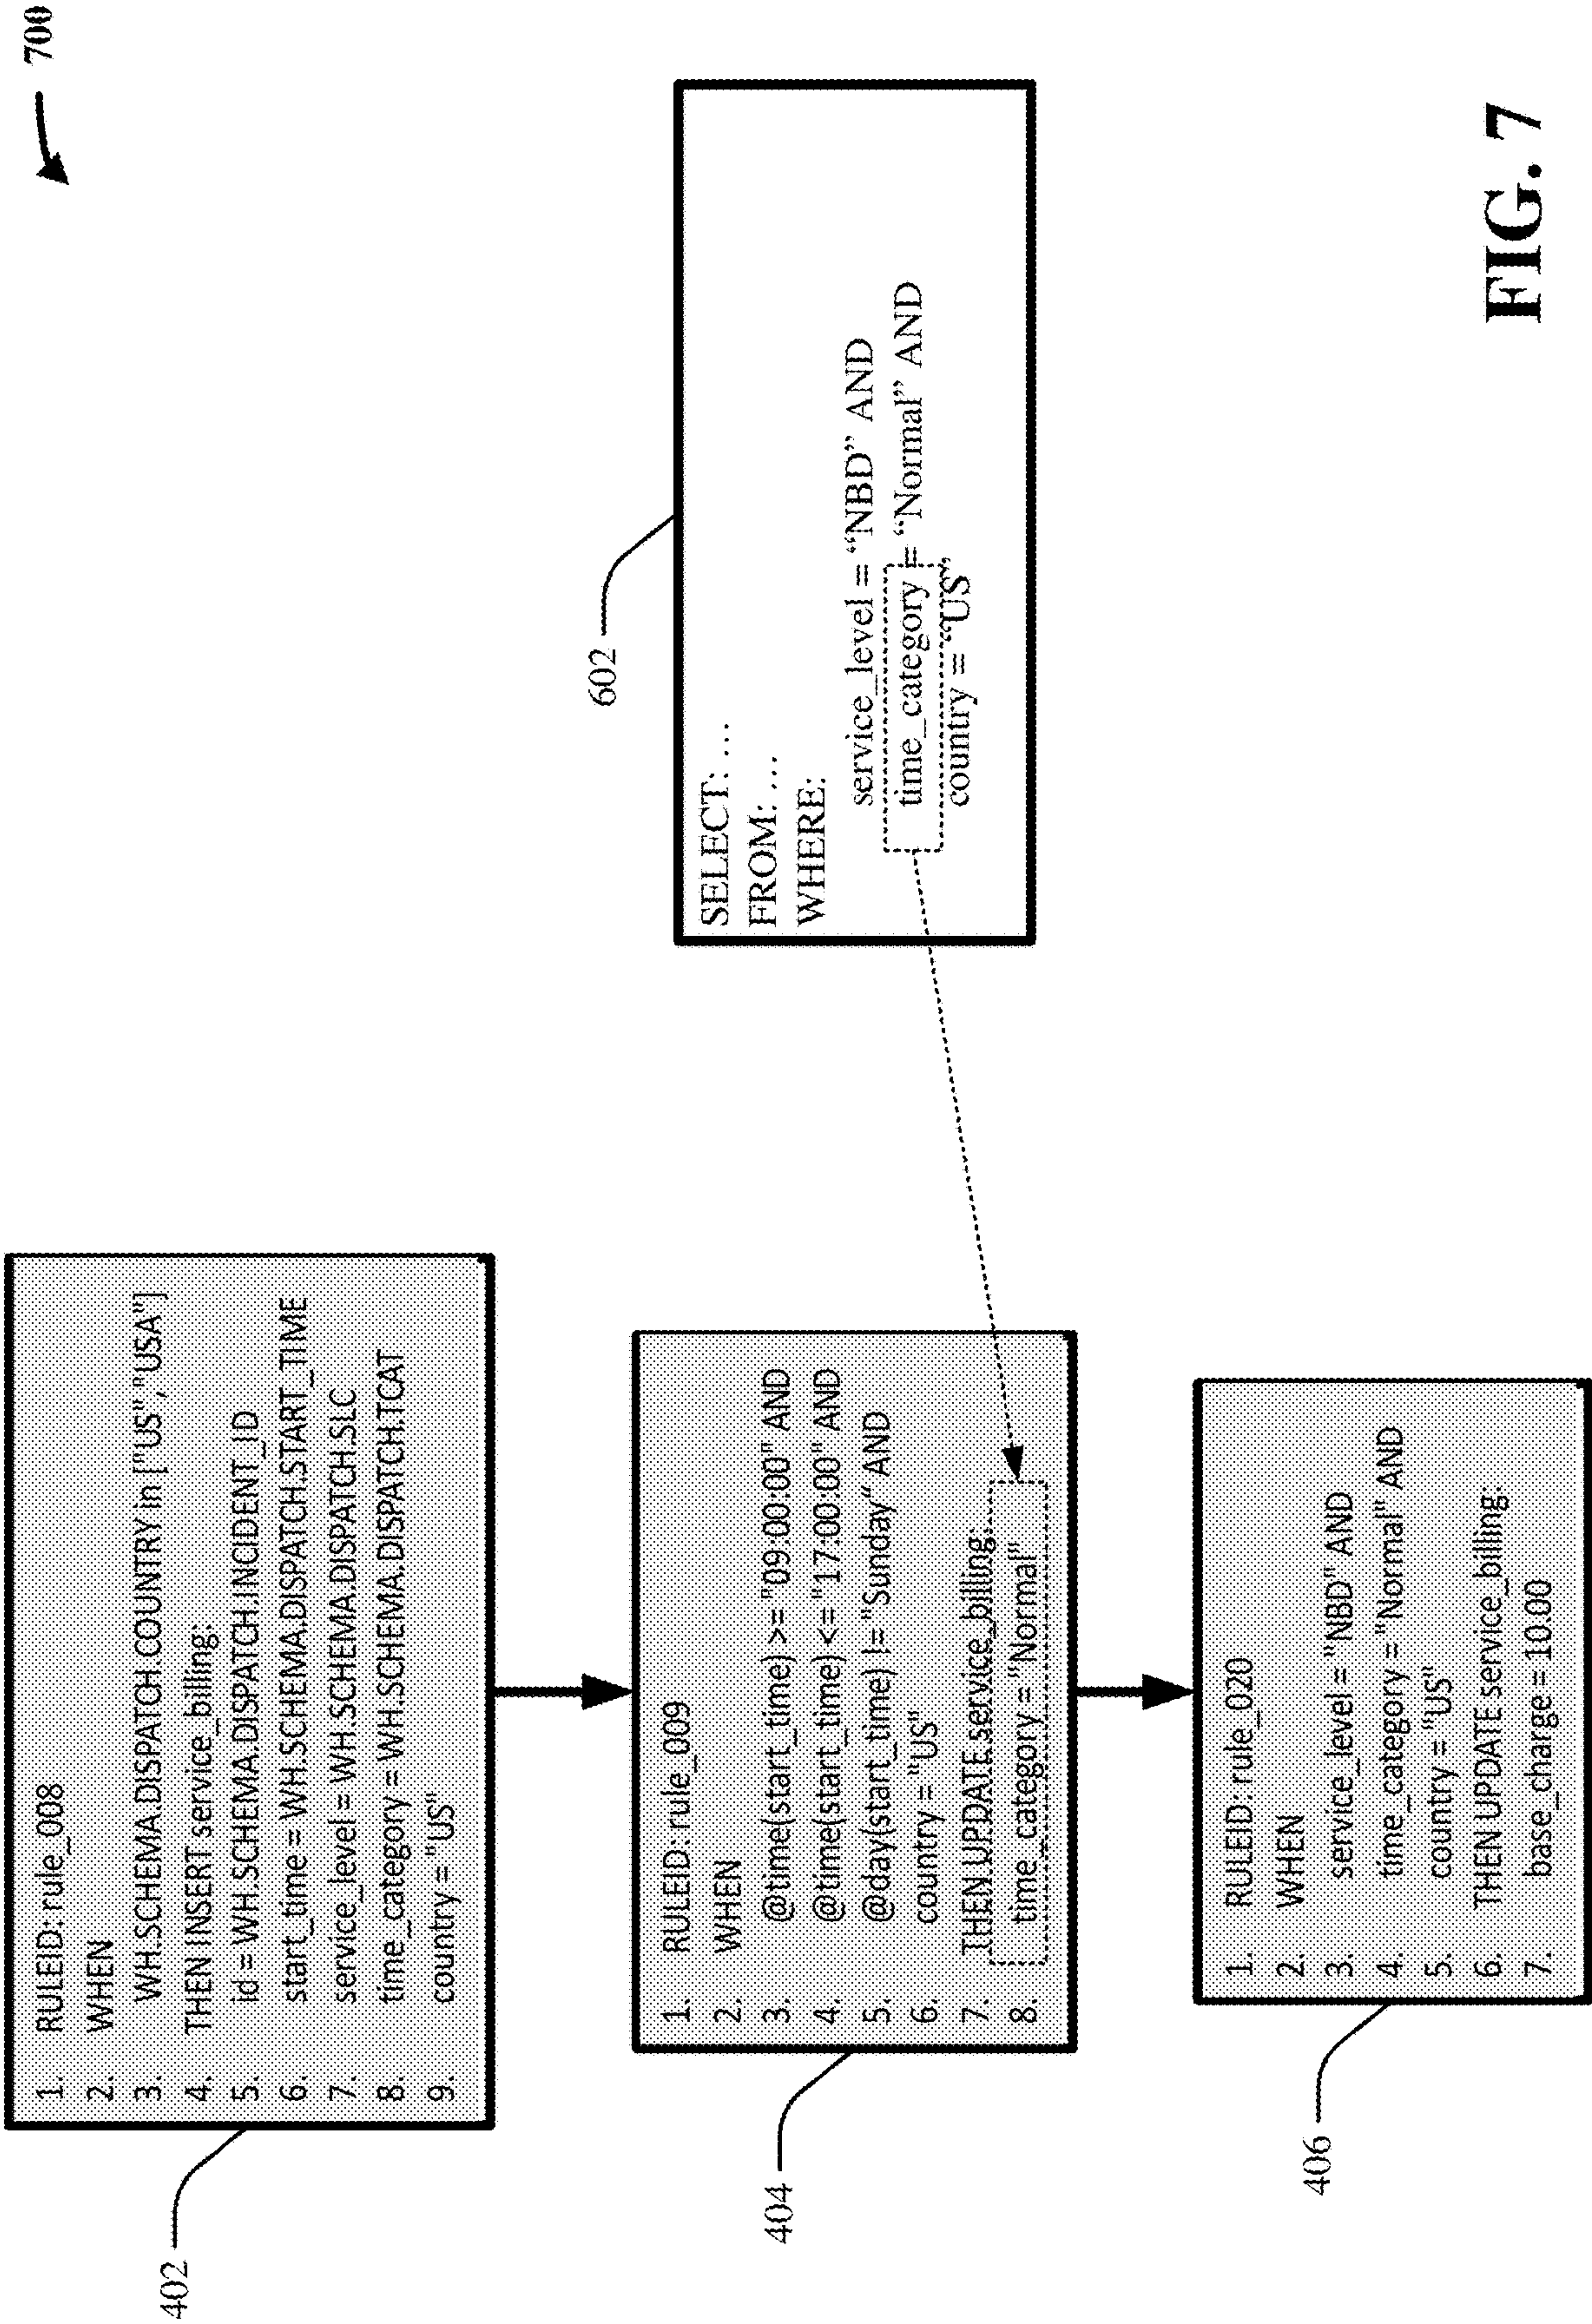 700
402
1. RULEID: rule_008
2. WHEN
3. WH.SCHEMA.DISPATCH.COUNTRY in ["US","USA"]
4. THEN INSERT.service_billing:
5. id = WH.SCHEMA.DISPATCH.INCIDENT_ID
6. start_time = WH.SCHEMA.DISPATCH.START_TIME
7. service_level = WH.SCHEMA.DISPATCH.SLC
8. time_category = WH.SCHEMA.DISPATCH.TCAT
9. country = "US"
404
1. RULEID: rule_009
2. WHEN
3. @time(start_time) >="09:00:00" AND
4. @time(start_time) <="17:00:00" AND
5. @day(start_time) != "Sunday" AND
6. country = "US"
7. THEN UPDATE.service_billing:
8. time_category = "Normal"
406
1. RULEID: rule_020
2. WHEN
3. service_level = "NBD" AND
4. time_category = "Normal" AND
5. country = "US"
6. THEN UPDATE.service_billing:
7. base_charge = 10.00
602
SELECT: ...
FROM: ...
WHERE:
service_level = “NBD” AND
time_category = “Normal” AND
country = “US”
FIG. 7